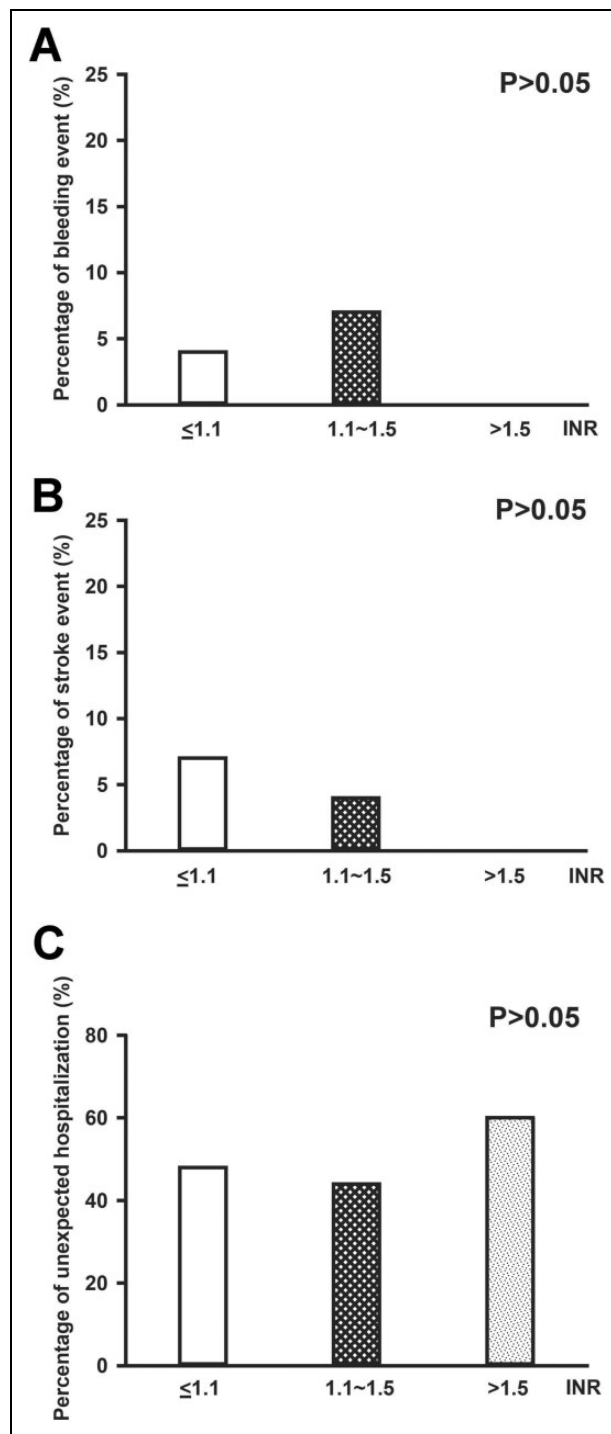 A
P>0.05
Percentage of bleeding event (%)
25
20
15
10
5
0
≤1.1 1.1~1.5 >1.5 INR
B
P>0.05
Percentage of stroke event (%)
25
20
15
10
5
0
≤1.1 1.1~1.5 >1.5 INR
C
P>0.05
Percentage of unexpected hospitalization (%)
80
60
40
20
0
≤1.1 1.1~1.5 >1.5 INR